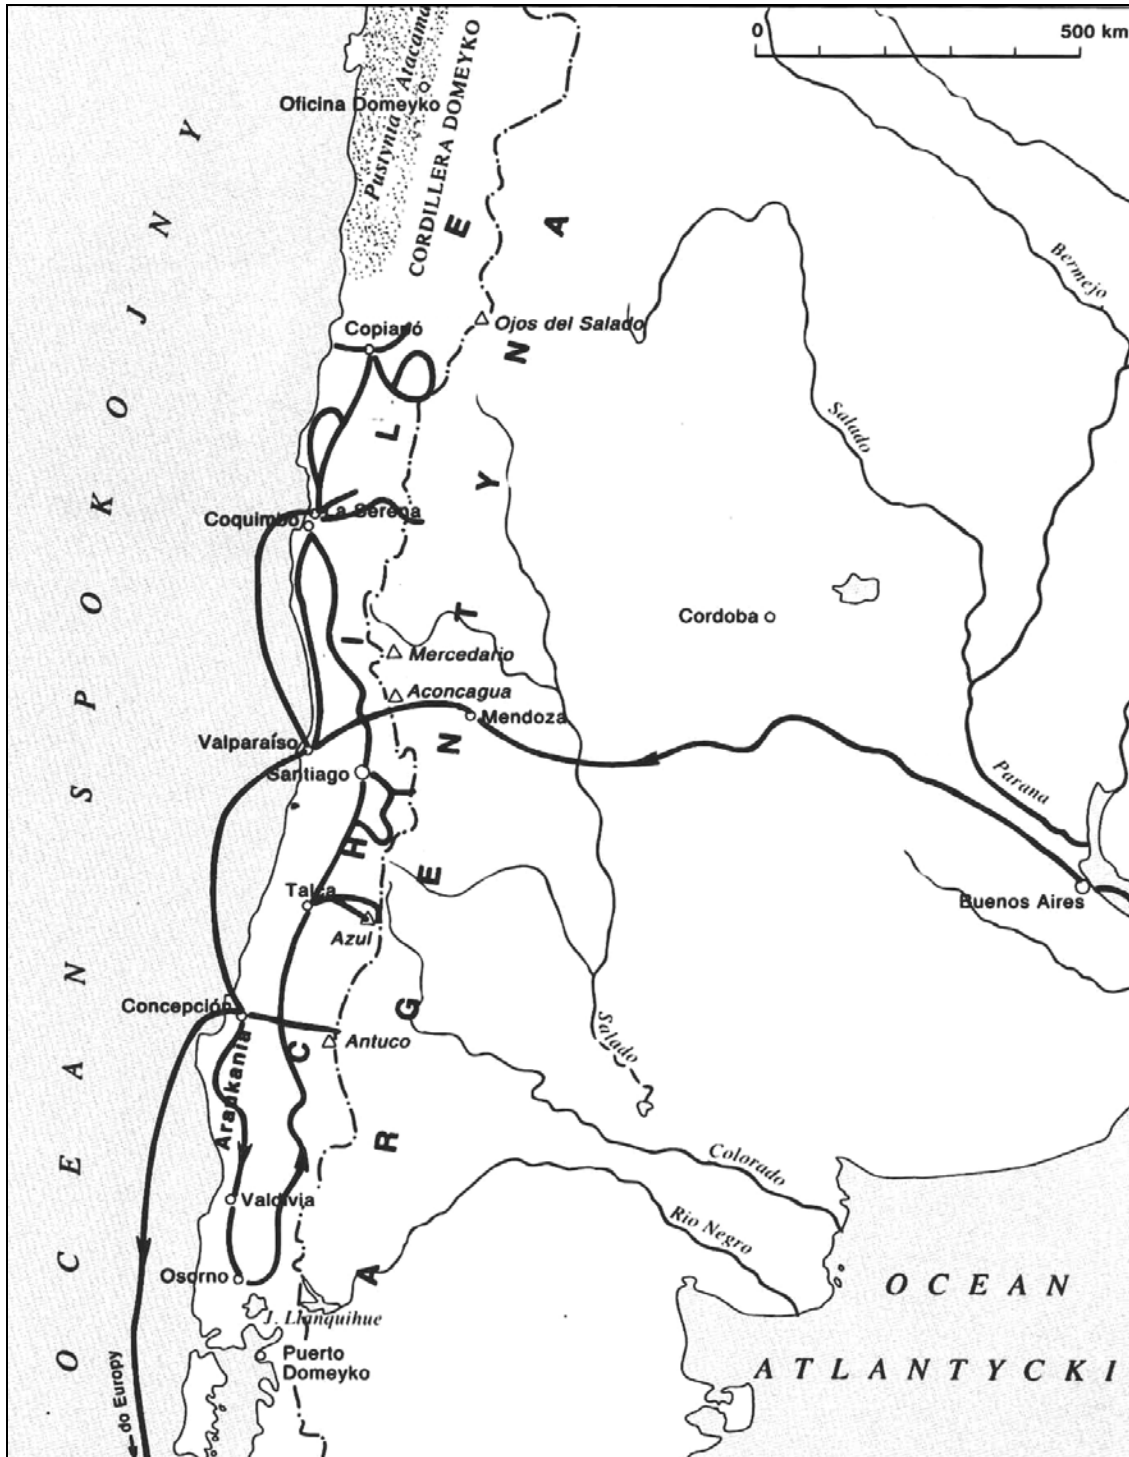 0 500 km
Pustynia Atacama
CORDILLERA DOMEYKO
Oficina Domeyko
OCEAN SPOKOJNY
CHILE
ARGENTYNA
Bermejo
Ojos del Salado
Copiapó
Salado
La Serena
Coquimbo
Cordoba
Mercedario
Aconcagua
Mendoza
Valparaíso
Santiago
Parana
Talca
Buenos Aires
Azul
Concepción
Antuco
Salado
Araukania
Colorado
Valdivia
Rio Negro
Osorno
OCEAN
J. Llanquihue
Puerto
Domeyko
ATLANTYCKI
do Europy